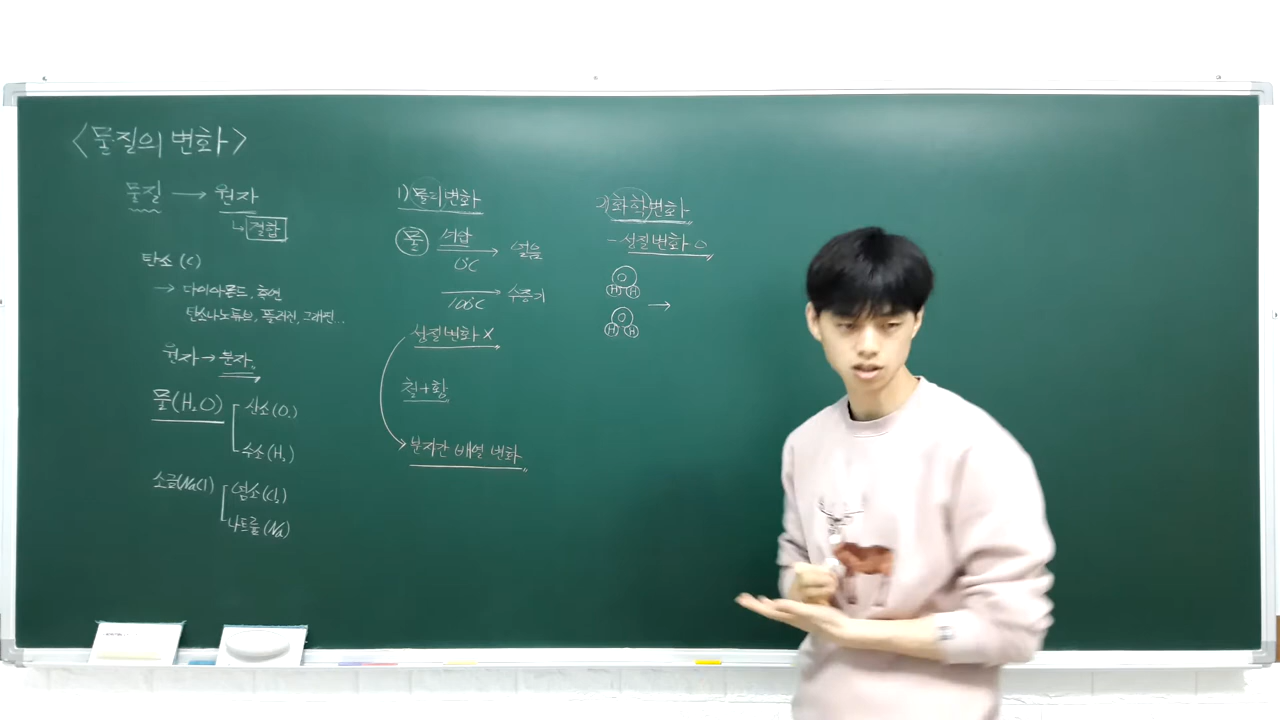 <물질의 변화>
물질 → 원자
↳ 결합
탄소 (C)
→ 다이아몬드, 흑연
탄소나노튜브, 풀러렌, 그래핀..
원자 → 분자。
물(H₂O)
산소(O₂)
수소(H₂)
소금(NaCl)
염소(Cl₂)
나트륨(Na)
1) 물리변화
물
1기압
0℃
→ 얼음
100℃
→ 수증기
성질변화 X
철+황
분자간 배열 변화
2) 화학변화
- 성질변화 O
O
H H
→
O
H H